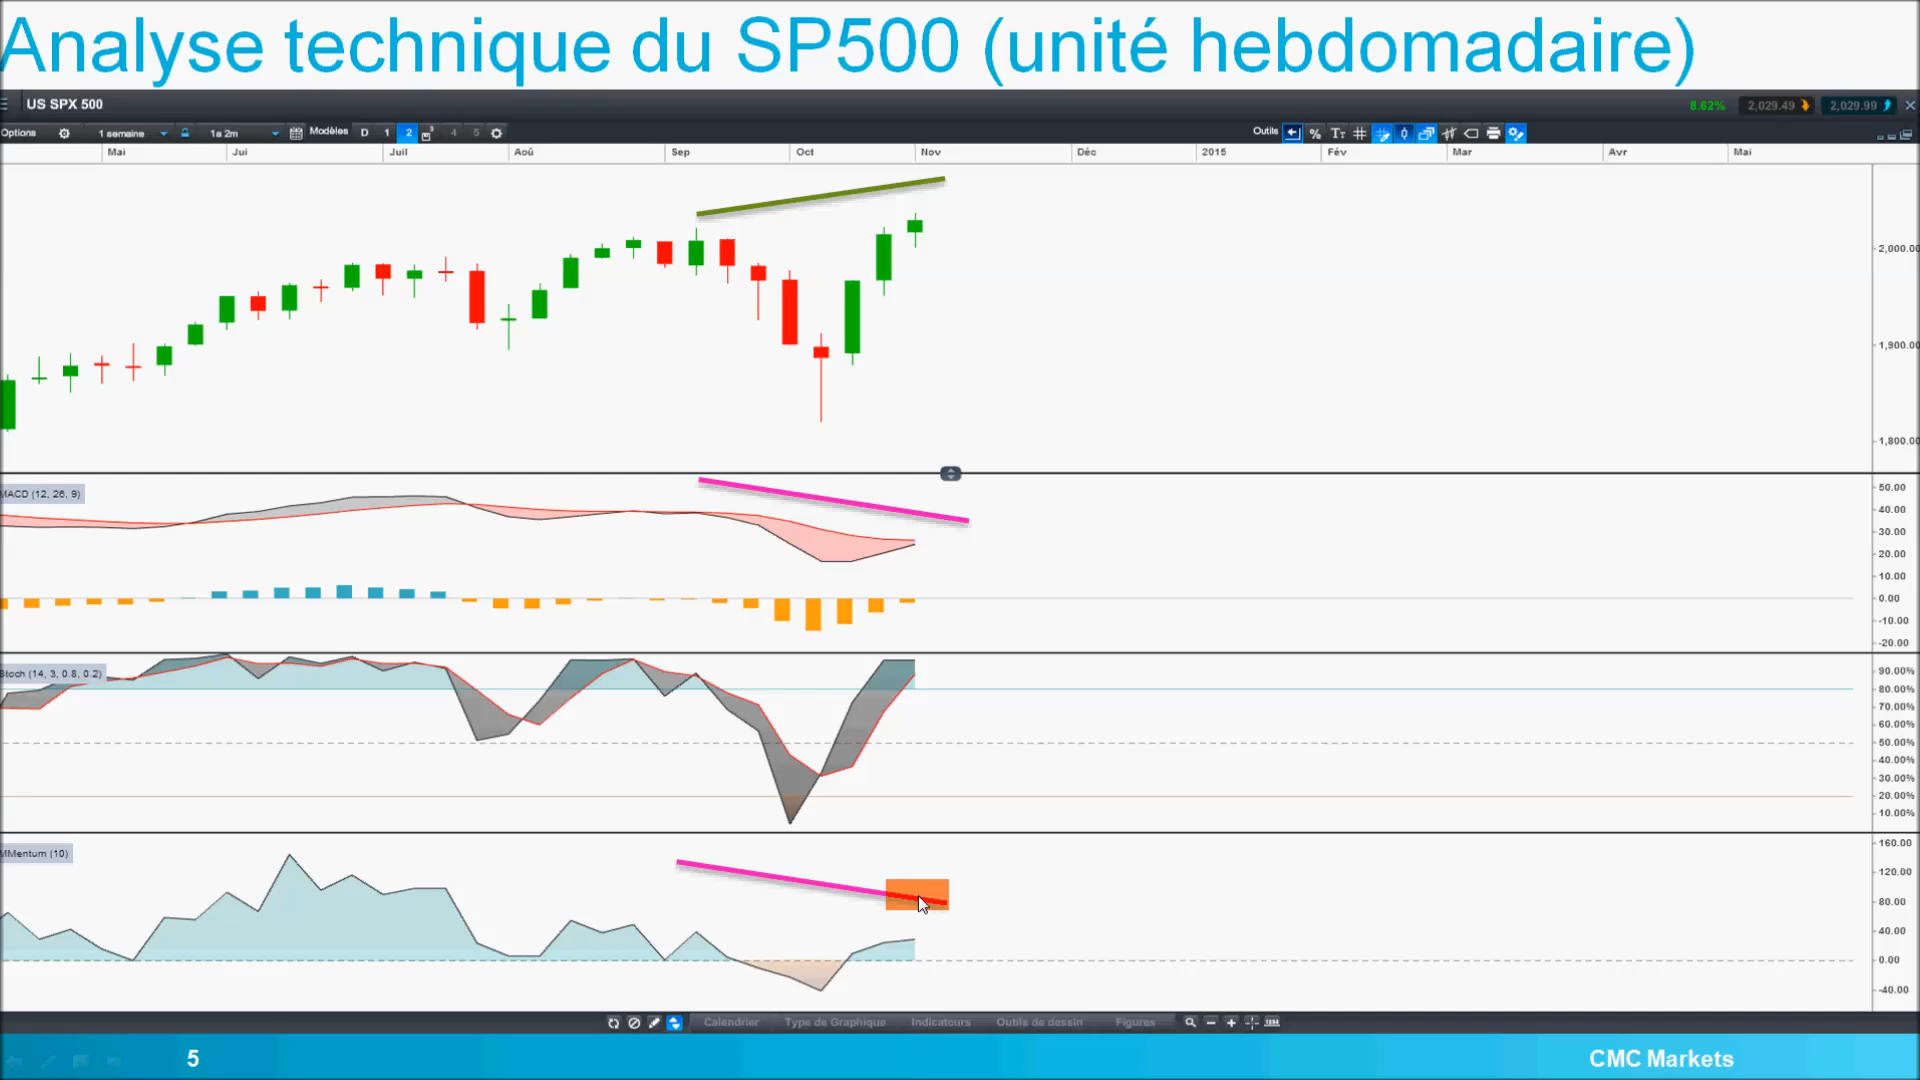 Analyse technique du SP500 (unité hebdomadaire)
US SPX 500
8.62%
2,029.49
2,029.99
Options
1 semaine
1a 2m
Modèles
D
1
2
3
4
5
Outils
%
Mai
Jui
Juil
Aoû
Sep
Oct
Nov
Déc
2015
Fév
Mar
Avr
Mai
2,000.00
1,900.00
1,800.00
MACD (12, 26, 9)
50.00
40.00
30.00
20.00
10.00
0.00
-10.00
-20.00
Stoch (14, 3, 0.8, 0.2)
90.00%
80.00%
70.00%
60.00%
50.00%
40.00%
30.00%
20.00%
10.00%
MMentum (10)
160.00
120.00
80.00
40.00
0.00
-40.00
Calendrier
Type de Graphique
Indicateurs
Outils de dessin
Figures
5
CMC Markets